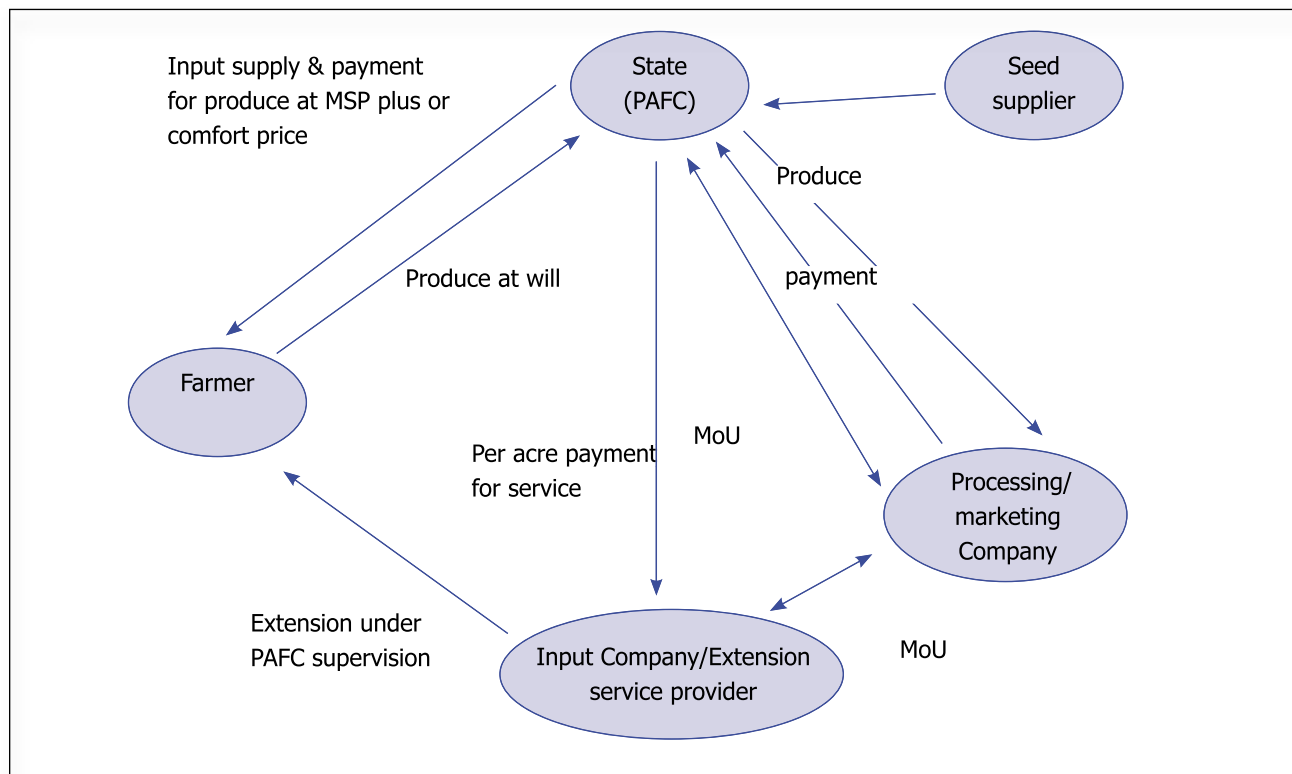 Input supply & payment
for produce at MSP plus or
comfort price
State
(PAFC)
Seed
supplier
Produce
Produce at will
payment
Farmer
Per acre payment
for service
MoU
Processing/
marketing
Company
Extension under
PAFC supervision
Input Company/Extension
service provider
MoU